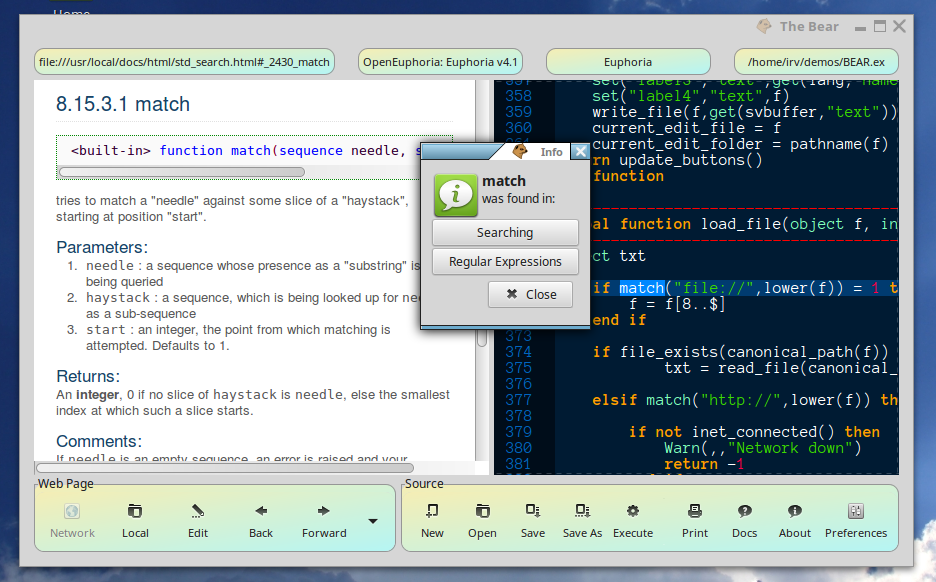 Home
The Bear
file:///usr/local/docs/html/std_search.html#_2430_match
OpenEuphoria: Euphoria v4.1
Euphoria
/home/irv/demos/BEAR.ex
8.15.3.1 match
<built-in> function match(sequence needle, s
tries to match a "needle" against some slice of a "haystack",
starting at position "start".
Parameters:
1. needle : a sequence whose presence as a "substring" is
being queried
2. haystack : a sequence, which is being looked up for nee
as a sub-sequence
3. start : an integer, the point from which matching is
attempted. Defaults to 1.
Returns:
An Integer, 0 if no slice of haystack is needle, else the smallest
index at which such a slice starts.
Comments:
If needle is an empty sequence, an error is raised and your
Info
match
was found in:
Searching
Regular Expressions
Close
357 set("label3","text",get(lang,"name
358 set("label4","text",f)
359 write_file(f,get(svbuffer,"text"))
360 current_edit_file = f
current_edit_folder = pathname(f)
rn update_buttons()
function
al function load_file(object f, in
ct txt
if match("file://",lower(f)) = 1 t
f = f[8..$]
end if
373
374 if file_exists(canonical_path(f))
375 txt = read_file(canonical_
376
377 elsif match("http://",lower(f)) th
378
379 if not inet_connected() then
380 Warn(,,"Network down")
381 return -1
Web Page
Network
Local
Edit
Back
Forward
Source
New
Open
Save
Save As
Execute
Print
Docs
About
Preferences